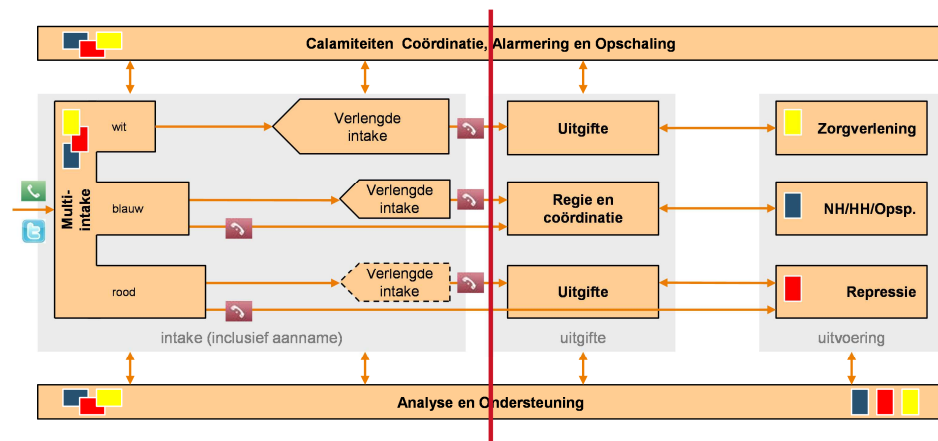 Calamiteiten Coördinatie, Alarmering en Opschaling
wit
Verlengde
intake
Uitgifte
Zorgverlening
Multi-
intake
blauw
Verlengde
intake
Regie en
coördinatie
NH/HH/Opsp.
rood
Verlengde
intake
Uitgifte
Repressie
intake (inclusief aanname)
uitgifte
uitvoering
Analyse en Ondersteuning